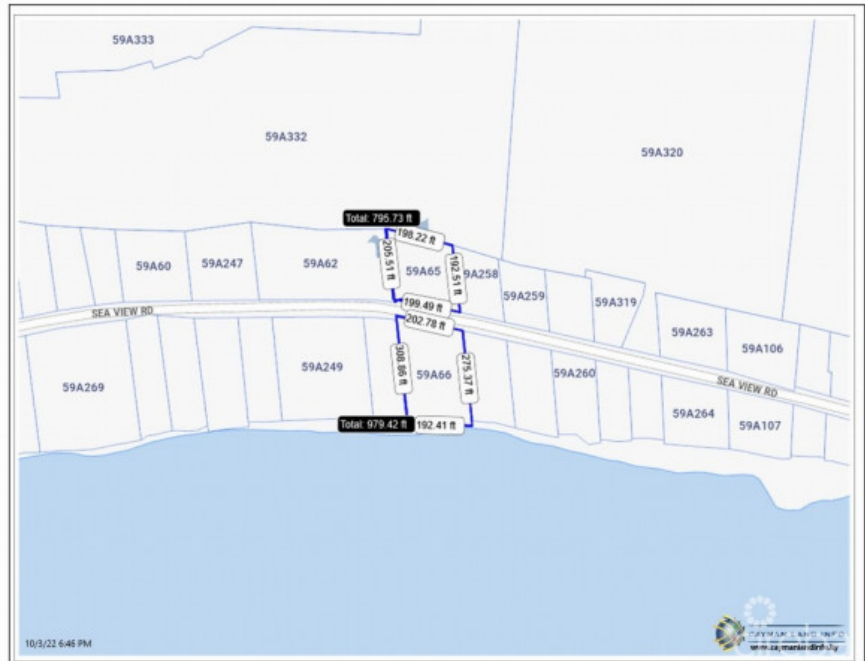 59A333
59A332
59A320
Total: 795.73 ft
198.22 ft
205.51 ft
192.51 ft
59A60
59A247
59A62
59A65
59A258
59A259
59A319
59A263
59A106
199.49 ft
SEA VIEW RD
202.78 ft
308.86 ft
275.37 ft
59A269
59A249
59A66
59A260
SEA VIEW RD
59A264
59A107
Total: 979.42 ft
192.41 ft
10/3/22 6:46 PM
CAYMAN LAND INFO
www.caymanlandinfo.ky